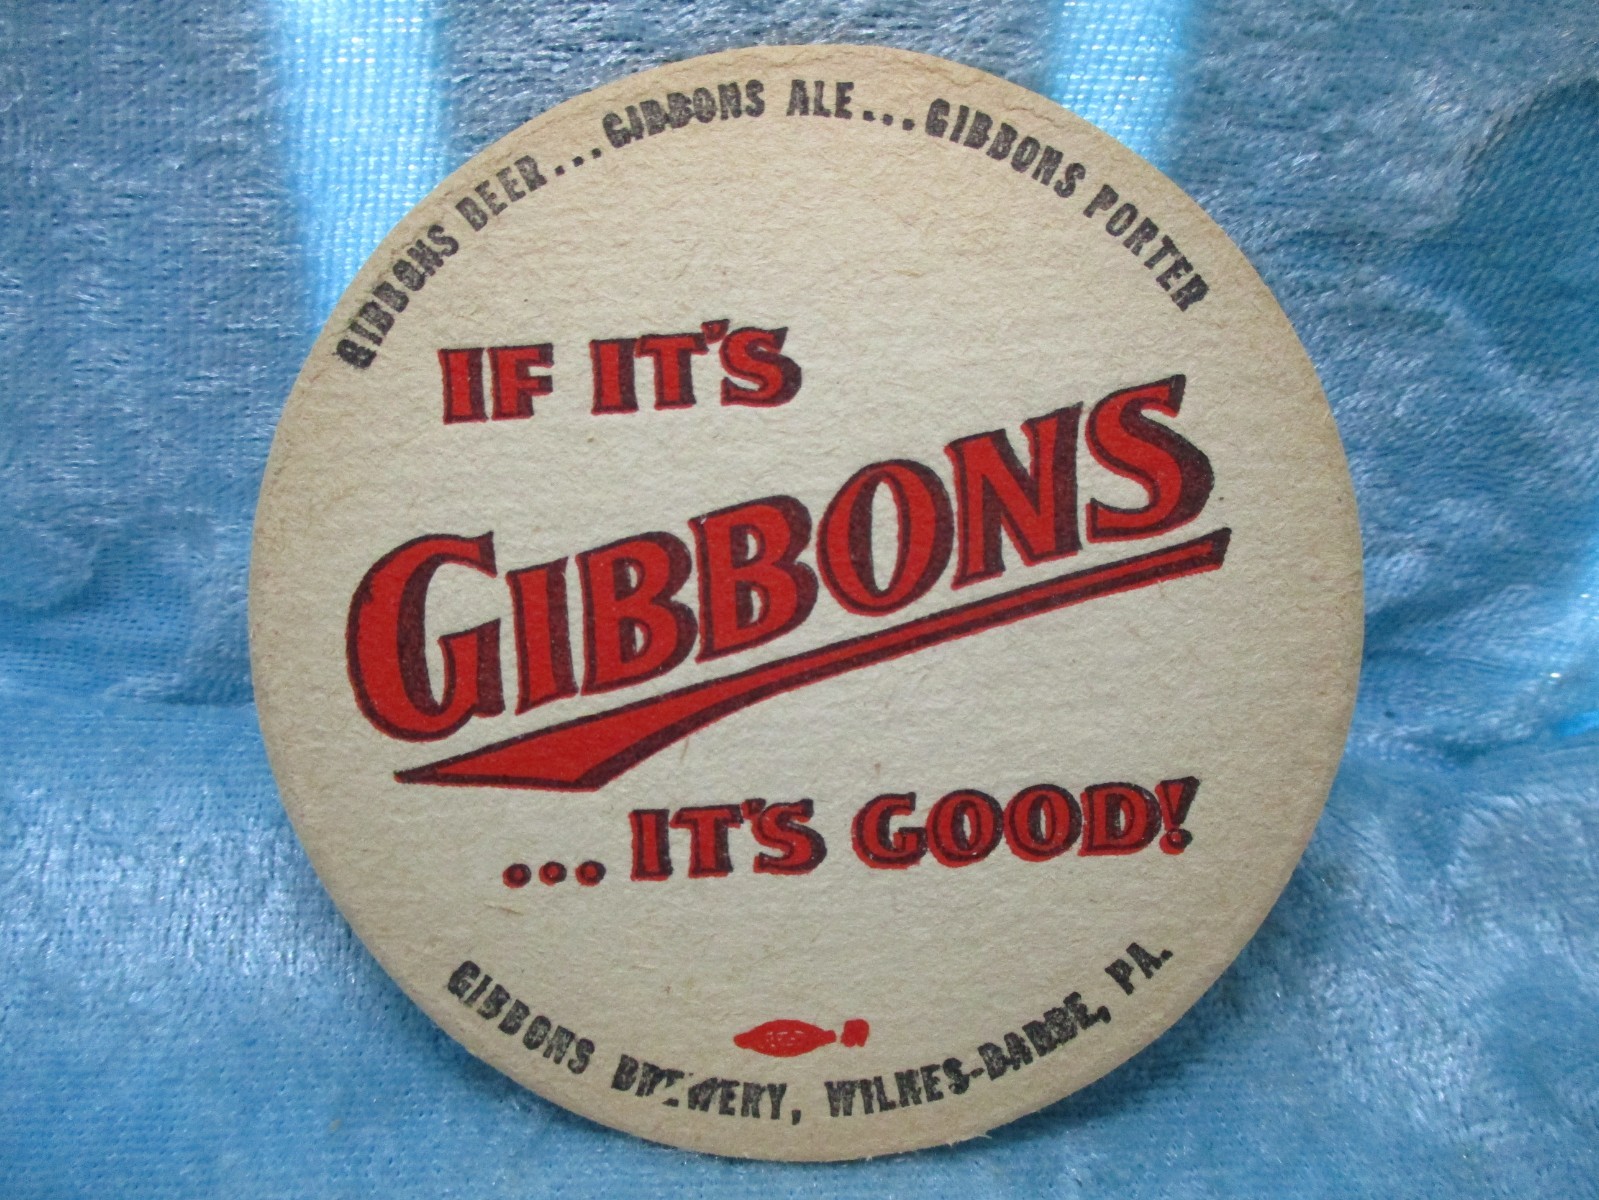 GIBBONS BEER...GIBBONS ALE...GIBBONS PORTER
IF IT'S
GIBBONS
...IT'S GOOD!
GIBBONS BREWERY, WILKES-BARRE, PA.